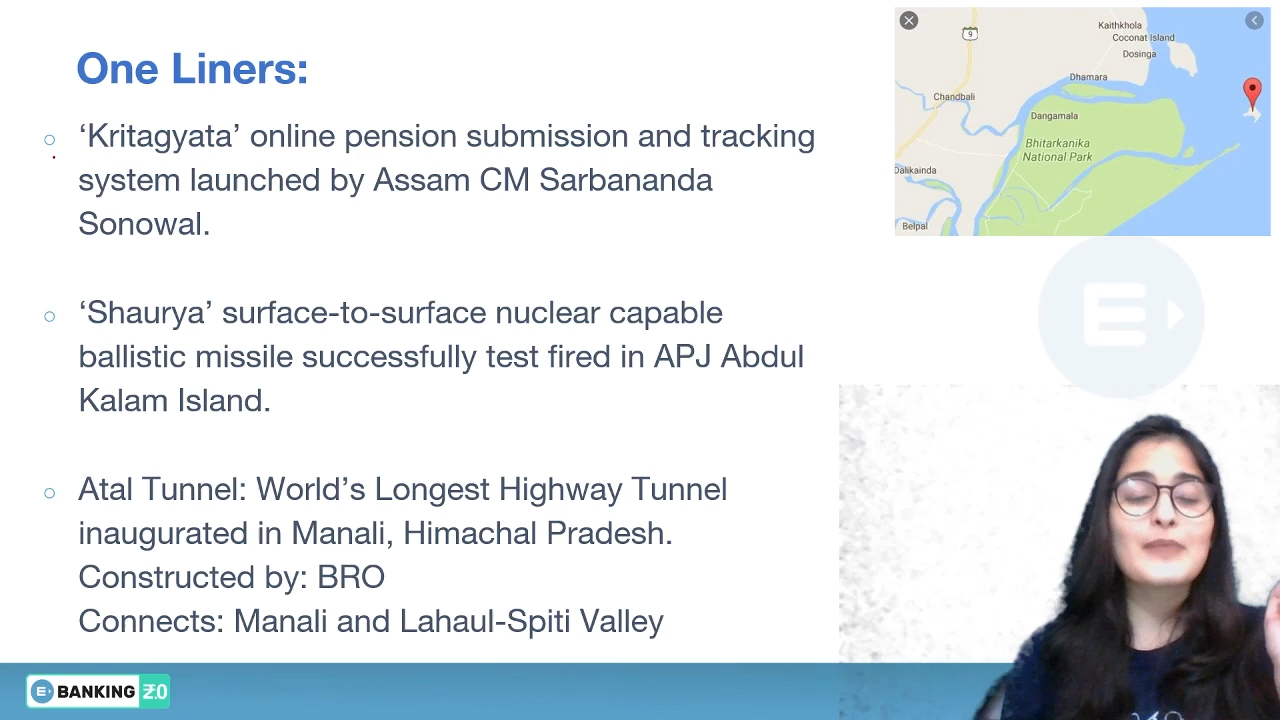 One Liners:
‘Kritagyata’ online pension submission and tracking
system launched by Assam CM Sarbananda
Sonowal.
‘Shaurya’ surface-to-surface nuclear capable
ballistic missile successfully test fired in APJ Abdul
Kalam Island.
Atal Tunnel: World’s Longest Highway Tunnel
inaugurated in Manali, Himachal Pradesh.
Constructed by: BRO
Connects: Manali and Lahaul-Spiti Valley
9
Kaithkhola
Coconat Island
Dosinga
Dhamara
Chandbali
Dangamala
Bhitarkanika
National Park
Dalikainda
Belpal
E
E BANKING 2.0